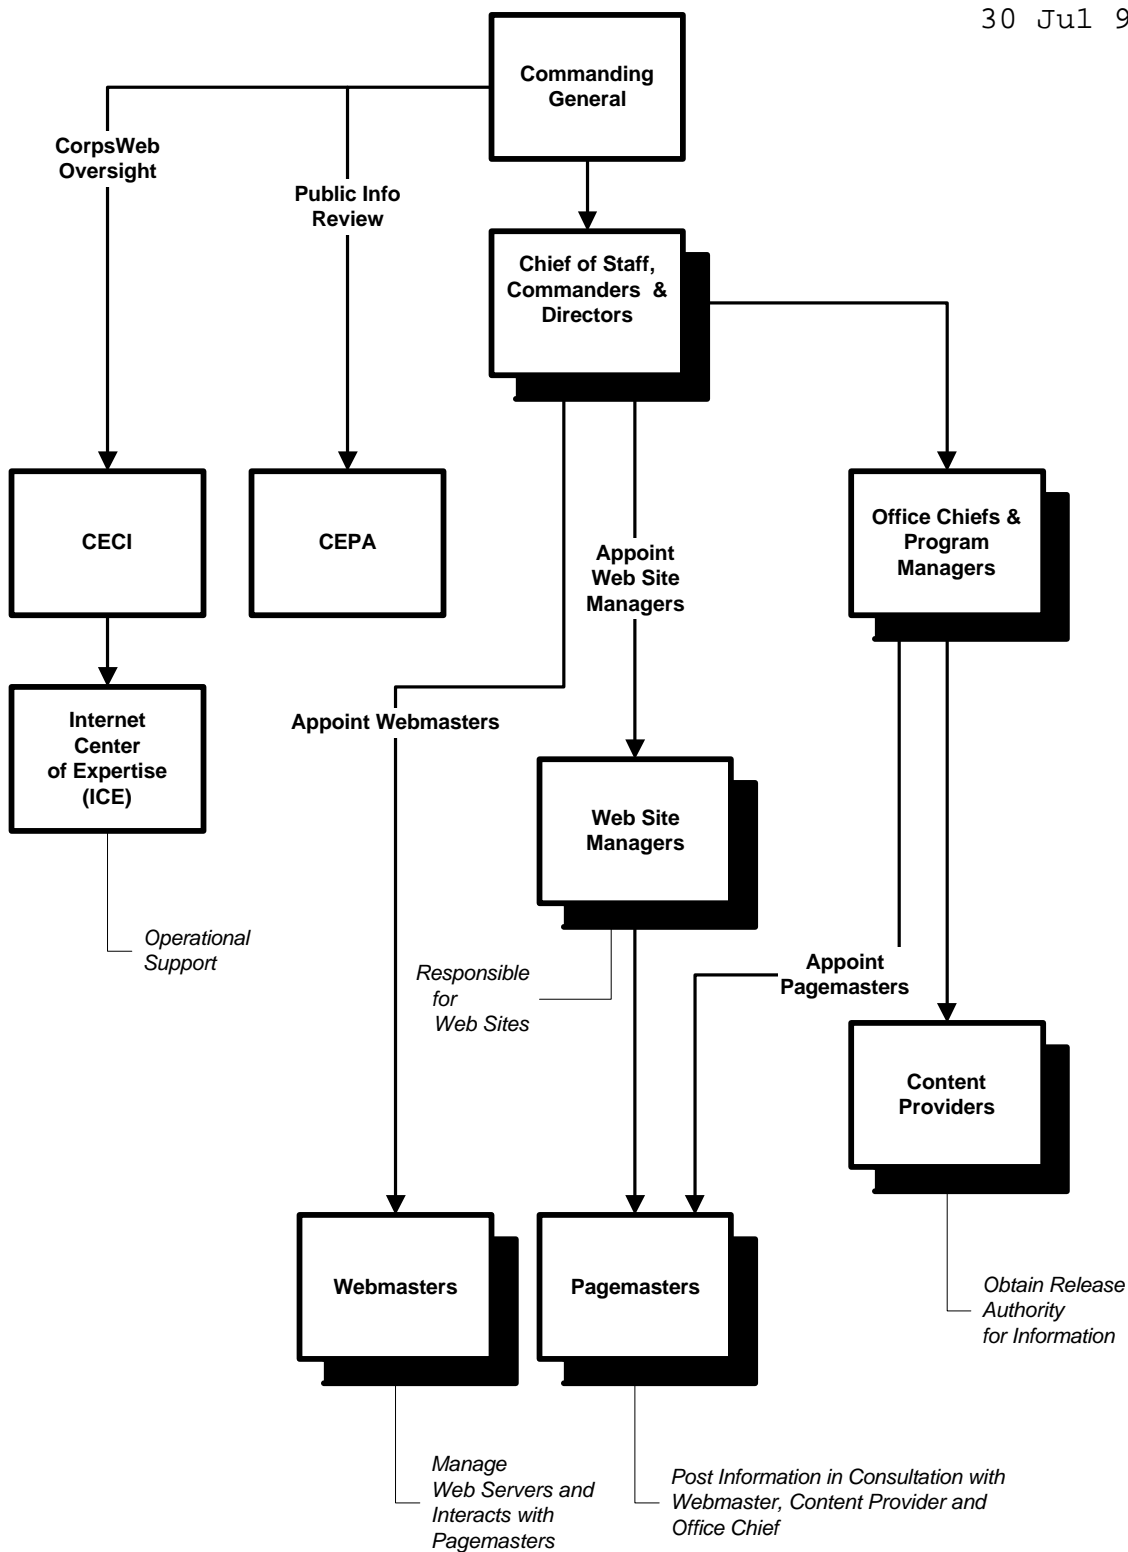 30 Jul 9
Commanding
General
CorpsWeb
Oversight
Public Info
Review
Chief of Staff,
Commanders &
Directors
CECI
CEPA
Appoint
Web Site
Managers
Office Chiefs &
Program
Managers
Internet
Center
of Expertise
(ICE)
Appoint Webmasters
Web Site
Managers
Operational
Support
Responsible
for
Web Sites
Appoint
Pagemasters
Content
Providers
Webmasters
Pagemasters
Obtain Release
Authority
for Information
Manage
Web Servers and
Interacts with
Pagemasters
Post Information in Consultation with
Webmaster, Content Provider and
Office Chief